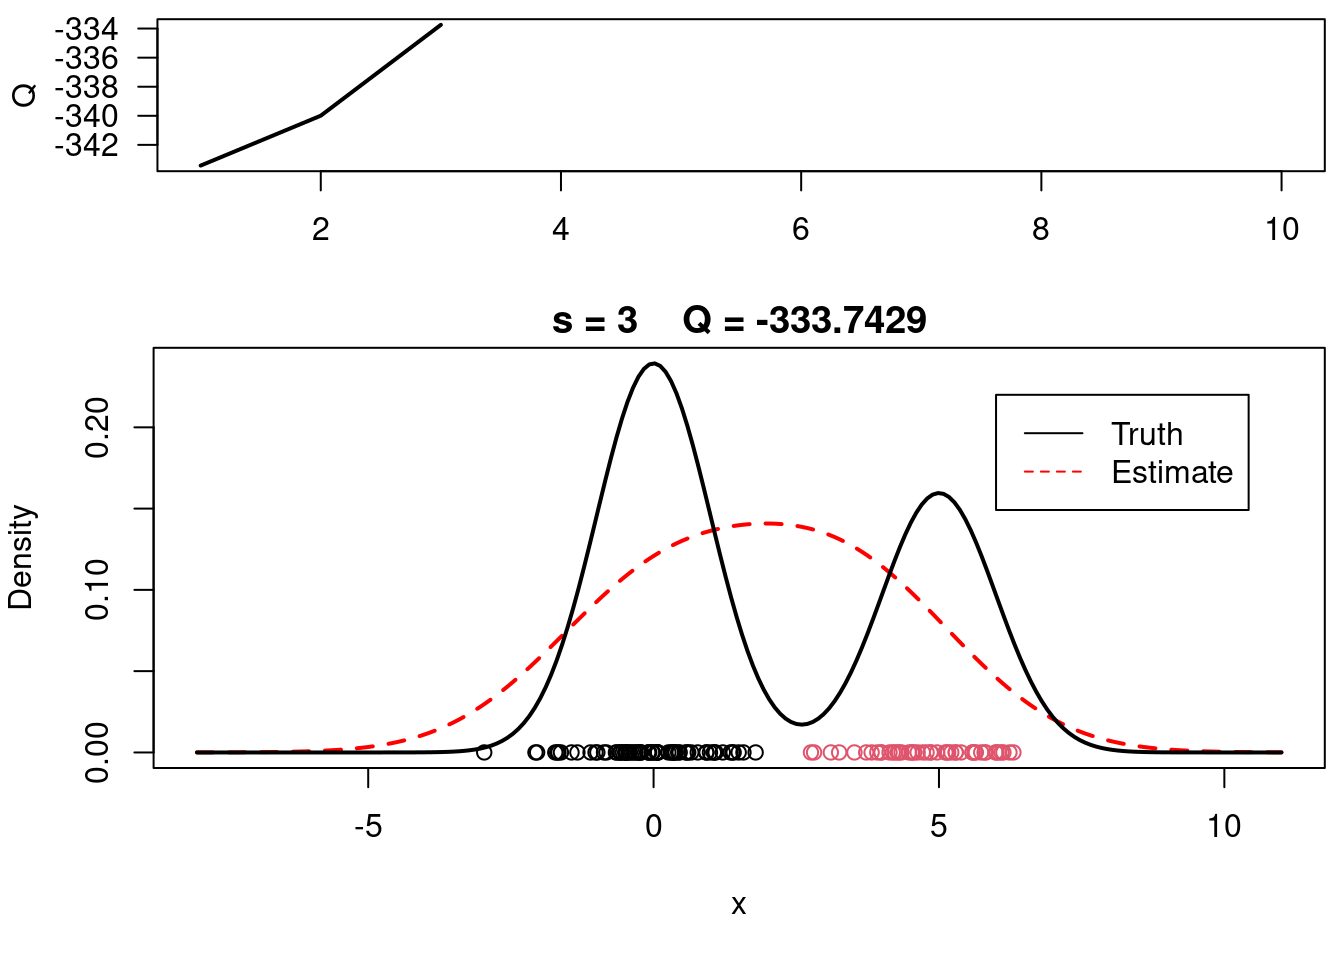 Q
-334
-336
-338
-340
-342
2 4 6 8 10
s = 3 Q = -333.7429
Density
0.20
0.10
0.00
Truth
Estimate
-5 0 5 10
x